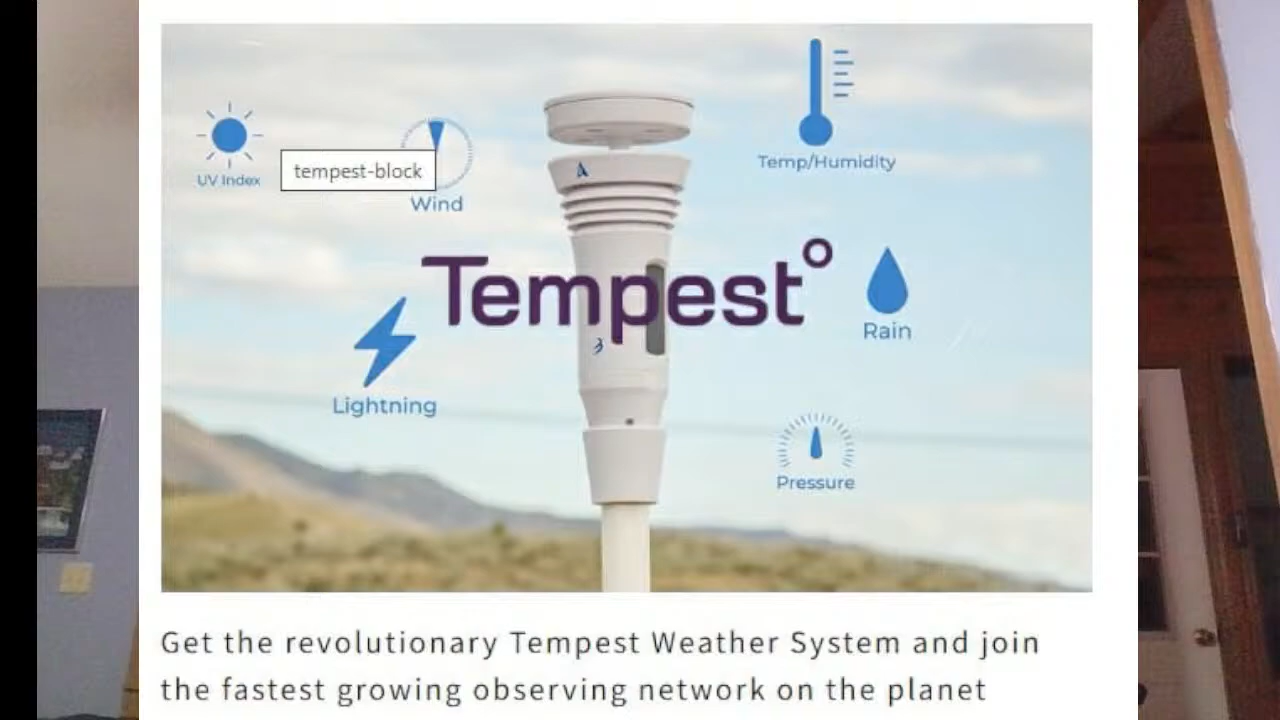 UV Index
tempest-block
Wind
Temp/Humidity
Tempest°
Rain
Lightning
Pressure
Get the revolutionary Tempest Weather System and join
the fastest growing observing network on the planet